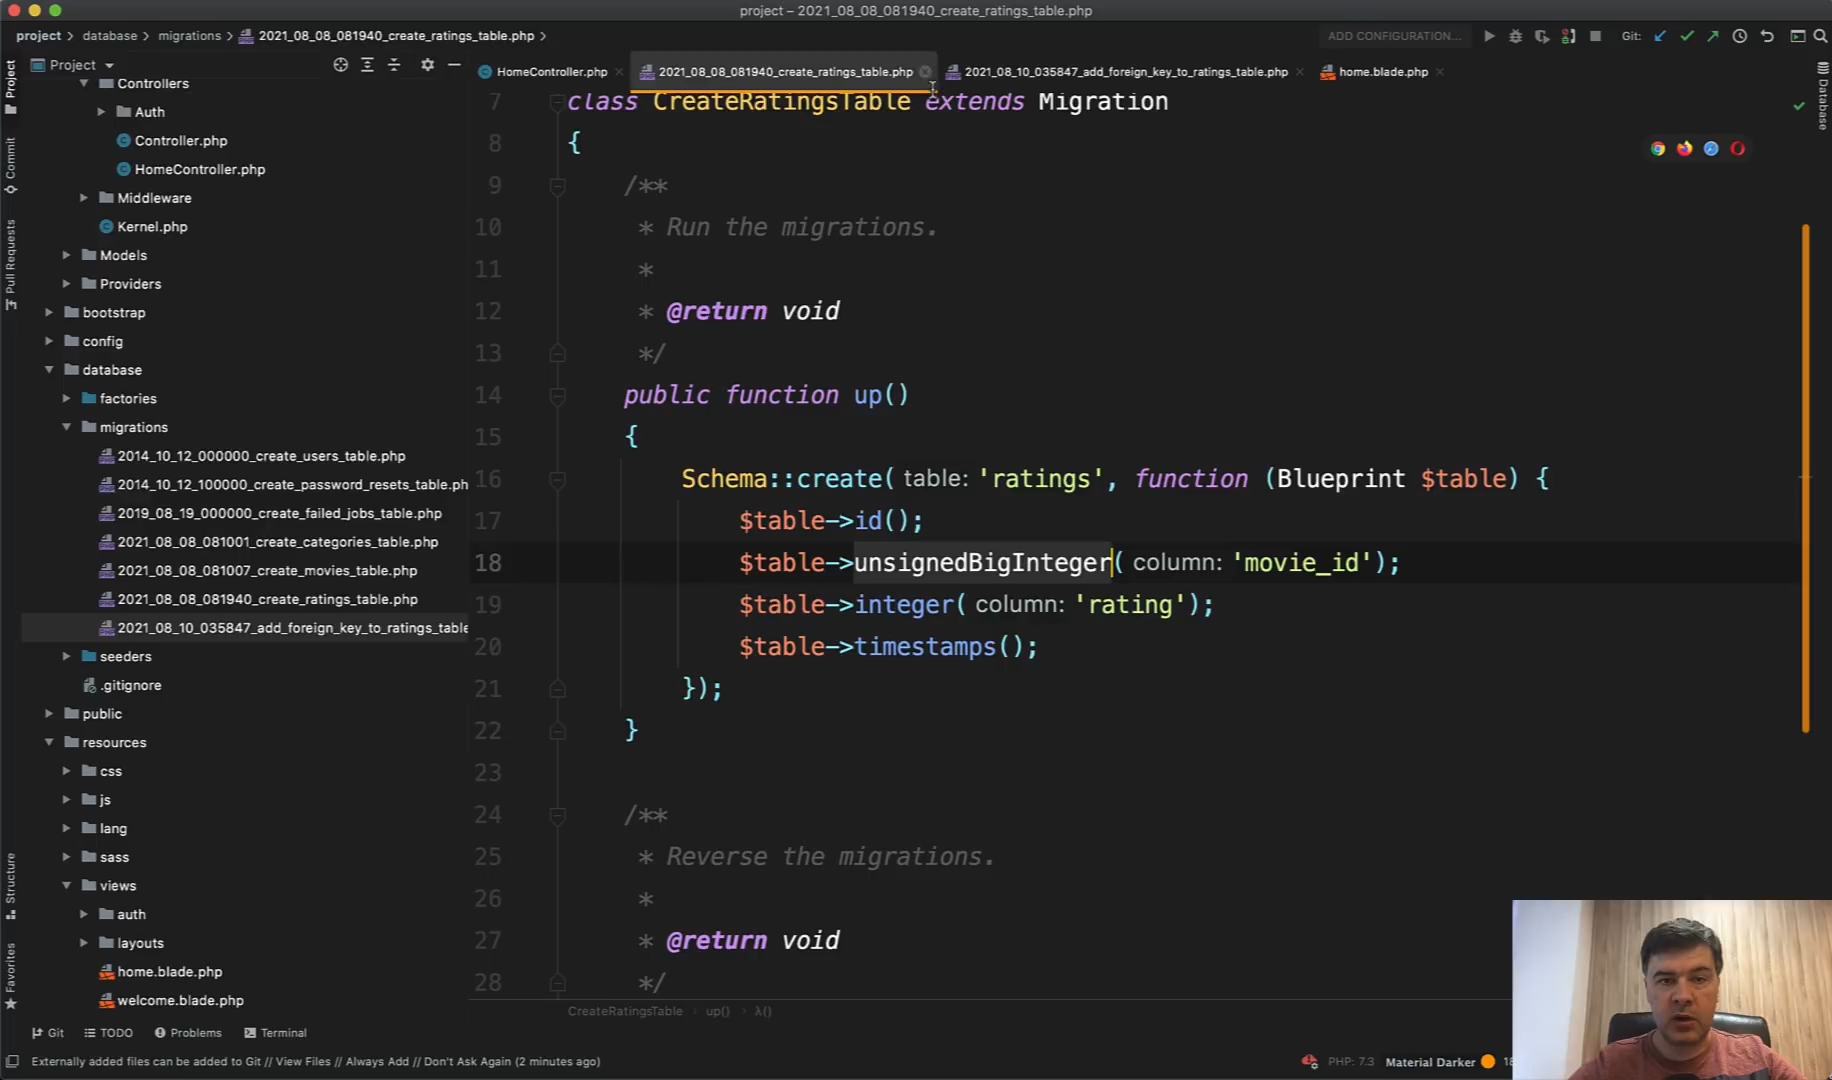 project – 2021_08_08_081940_create_ratings_table.php
project database migrations 2021_08_08_081940_create_ratings_table.php
ADD CONFIGURATION...
Git:
Project
HomeController.php
2021_08_08_081940_create_ratings_table.php
2021_08_10_035847_add_foreign_key_to_ratings_table.php
home.blade.php
Project
Commit
Pull Requests
Structure
Favorites
Database
Controllers
Auth
Controller.php
HomeController.php
Middleware
Kernel.php
Models
Providers
bootstrap
config
database
factories
migrations
2014_10_12_000000_create_users_table.php
2014_10_12_100000_create_password_resets_table.ph
2019_08_19_000000_create_failed_jobs_table.php
2021_08_08_081001_create_categories_table.php
2021_08_08_081007_create_movies_table.php
2021_08_08_081940_create_ratings_table.php
2021_08_10_035847_add_foreign_key_to_ratings_table
seeders
.gitignore
public
resources
css
js
lang
sass
views
auth
layouts
home.blade.php
welcome.blade.php
7 class CreateRatingsTable extends Migration
8 {
9 /**
10 * Run the migrations.
11 *
12 * @return void
13 */
14 public function up()
15 {
16 Schema::create( table: 'ratings', function (Blueprint $table) {
17 $table->id();
18 $table->unsignedBigInteger( column: 'movie_id');
19 $table->integer( column: 'rating');
20 $table->timestamps();
21 });
22 }
23
24 /**
25 * Reverse the migrations.
26 *
27 * @return void
28 */
CreateRatingsTable up() λ()
Git TODO Problems Terminal
Externally added files can be added to Git // View Files // Always Add // Don't Ask Again (2 minutes ago)
PHP: 7.3 Material Darker